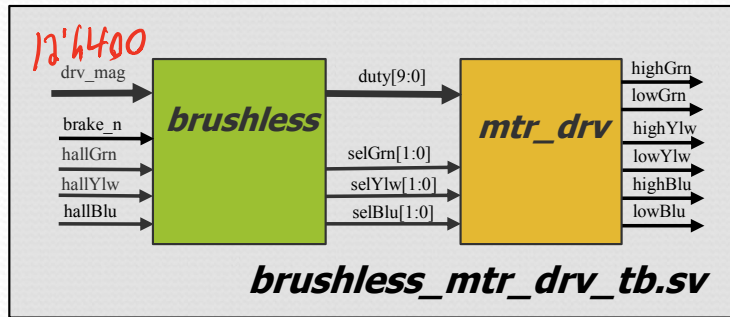 12'h400
drv_mag
brake_n
hallGrn
hallYlw
hallBlu
brushless
duty[9:0]
selGrn[1:0]
selYlw[1:0]
selBlu[1:0]
mtr_drv
highGrn
lowGrn
highYlw
lowYlw
highBlu
lowBlu
brushless_mtr_drv_tb.sv